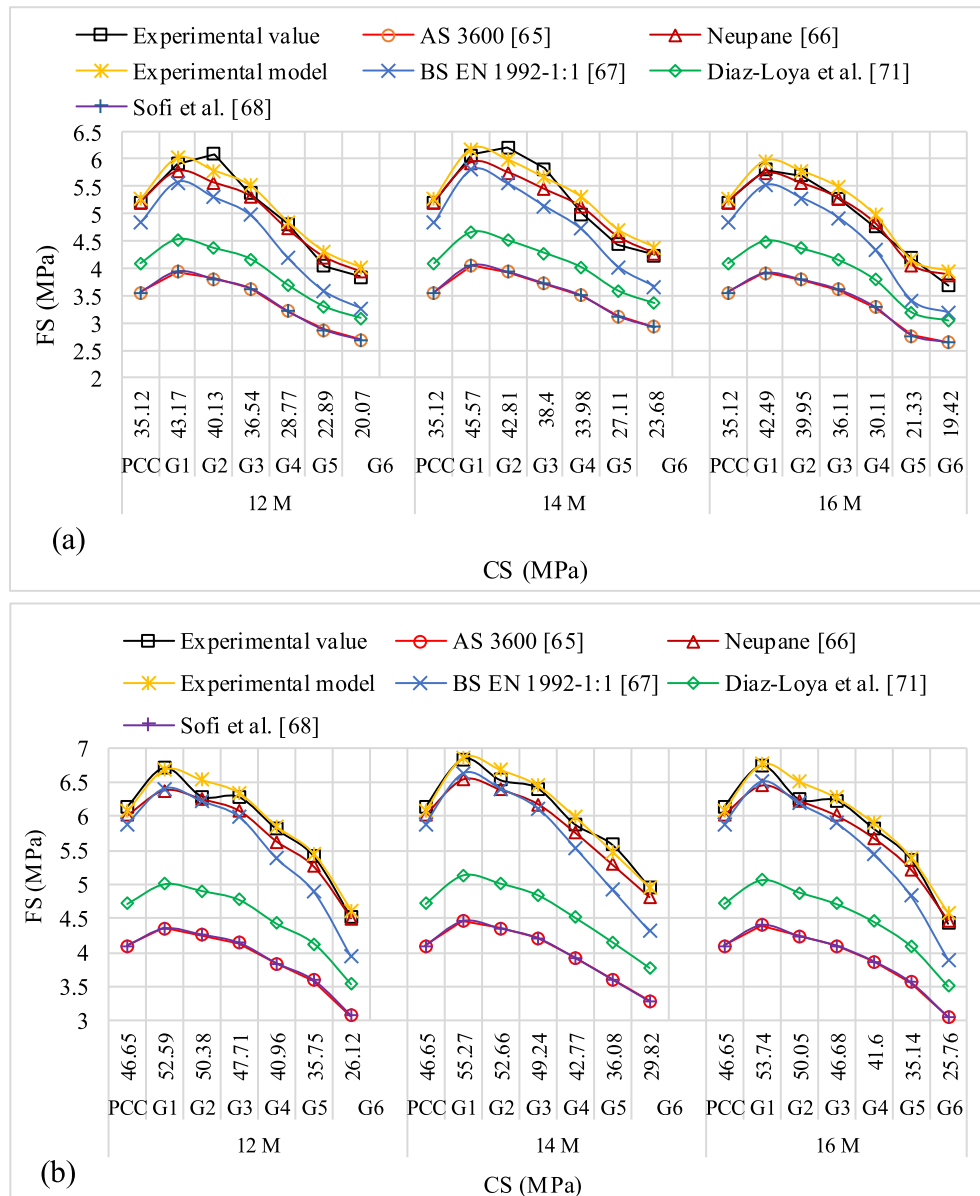 Experimental value AS 3600 [65] Neupane [66]
Experimental model BS EN 1992-1:1 [67] Diaz-Loya et al. [71]
Sofi et al. [68]
6.5
6
5.5
5
4.5
4
3.5
3
2.5
2
FS (MPa)
35.12 43.17 40.13 36.54 28.77 22.89 20.07 35.12 45.57 42.81 38.4 33.98 27.11 23.68 35.12 42.49 39.95 36.11 30.11 21.33 19.42
PCC G1 G2 G3 G4 G5 G6 PCC G1 G2 G3 G4 G5 G6 PCC G1 G2 G3 G4 G5 G6
12 M 14 M 16 M
(a)
CS (MPa)
Experimental value AS 3600 [65] Neupane [66]
Experimental model BS EN 1992-1:1 [67] Diaz-Loya et al. [71]
Sofi et al. [68]
7
6.5
6
5.5
5
4.5
4
3.5
3
FS (MPa)
46.65 52.59 50.38 47.71 40.96 35.75 26.12 46.65 55.27 52.66 49.24 42.77 36.08 29.82 46.65 53.74 50.05 46.68 41.6 35.14 25.76
PCC G1 G2 G3 G4 G5 G6 PCC G1 G2 G3 G4 G5 G6 PCC G1 G2 G3 G4 G5 G6
12 M 14 M 16 M
(b)
CS (MPa)